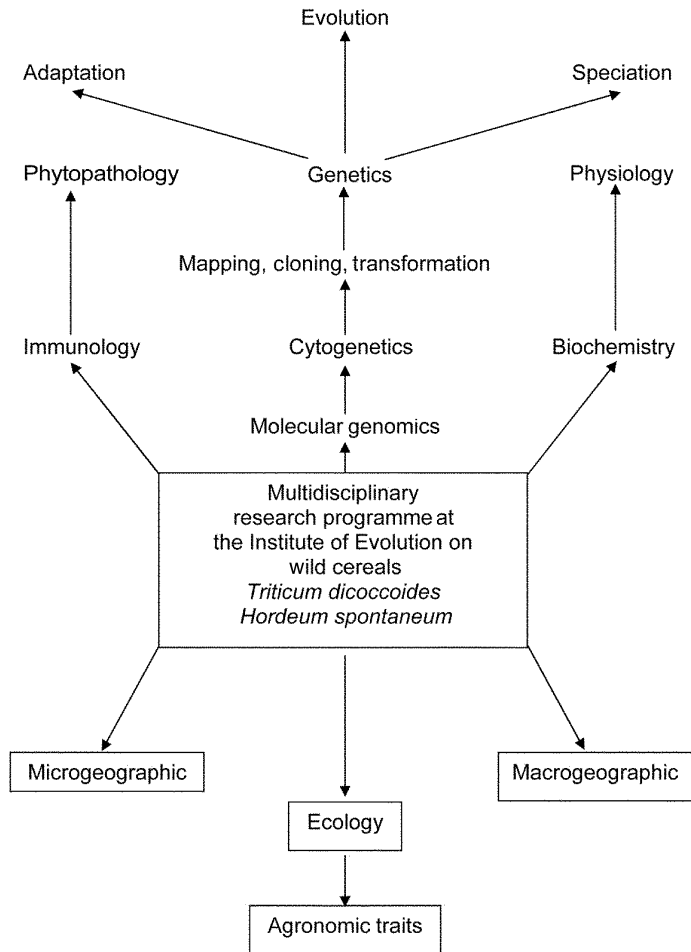 Evolution
Adaptation
Speciation
Phytopathology
Genetics
Physiology
Mapping, cloning, transformation
Immunology
Cytogenetics
Biochemistry
Molecular genomics
Multidisciplinary
research programme at
the Institute of Evolution on
wild cereals
Triticum dicoccoides
Hordeum spontaneum
Microgeographic
Macrogeographic
Ecology
Agronomic traits